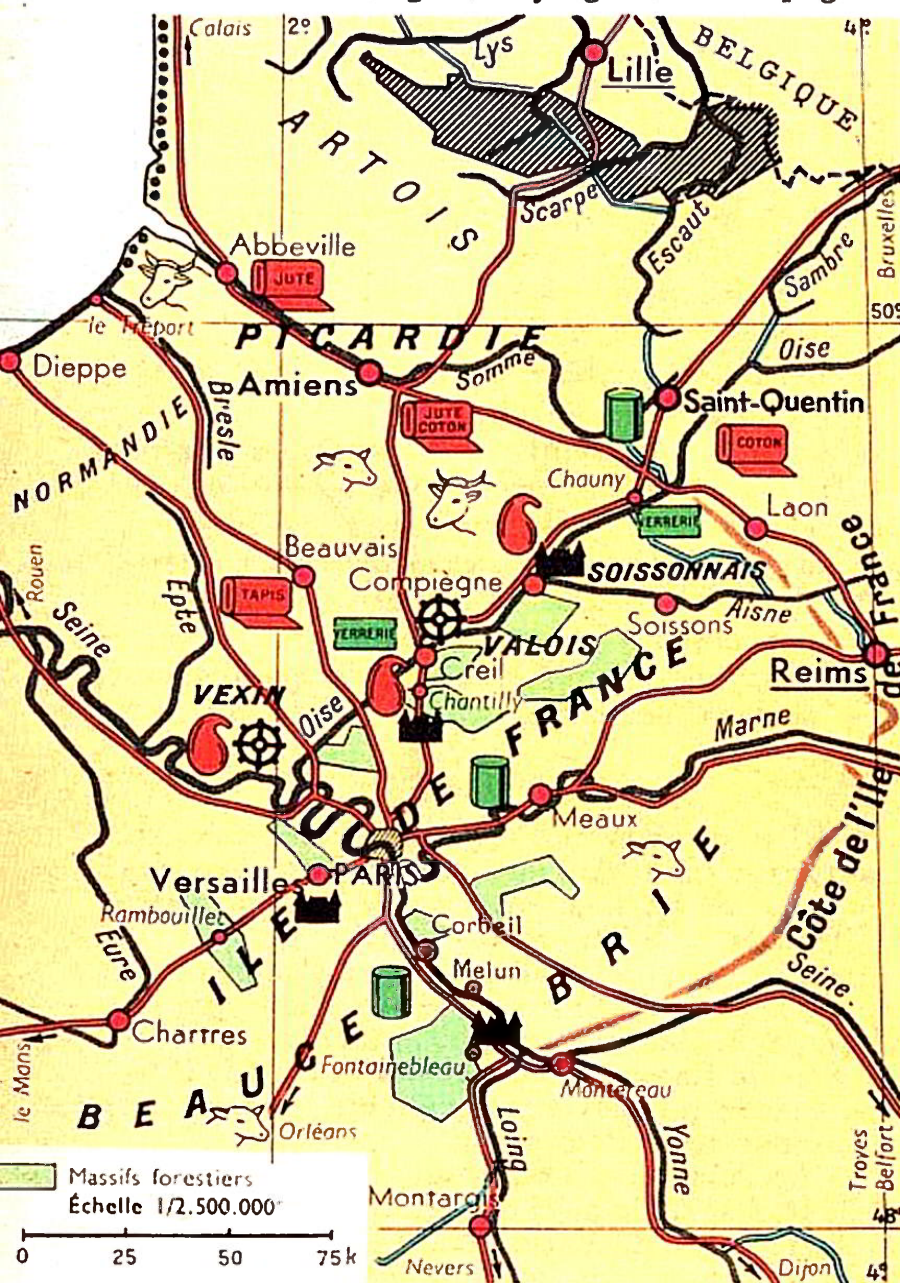 Calais
2°
Lys
Lille
BELGIQUE
4°
ARTOIS
Scarpe
Escaut
Sambre
Bruxelles
Abbeville
JUTE
le Tréport
50°
PICARDIE
Dieppe
Amiens
Somme
Oise
Saint-Quentin
Bresle
JUTE
COTON
COTON
NORMANDIE
Chauny
Laon
VERRERIE
Rouen
Beauvais
Compiègne
SOISSONNAIS
TAPIS
Epte
Seine
VERRERIE
VALOIS
Aisne
Soissons
Creil
Reims
VEXIN
Oise
Chantilly
Marne
ILE DE FRANCE
Meaux
Côte de l'Ile de France
PARIS
Versailles
BRIE
Rambouillet
Corbeil
Eure
Melun
Seine
Chartres
Fontainebleau
Montereau
le Mans
BEAUCE
Orléans
Loing
Yonne
Troyes
Belfort
Massifs forestiers
Échelle 1/2.500.000
Montargis
48°
0 25 50 75k
Nevers
Dijon
4°